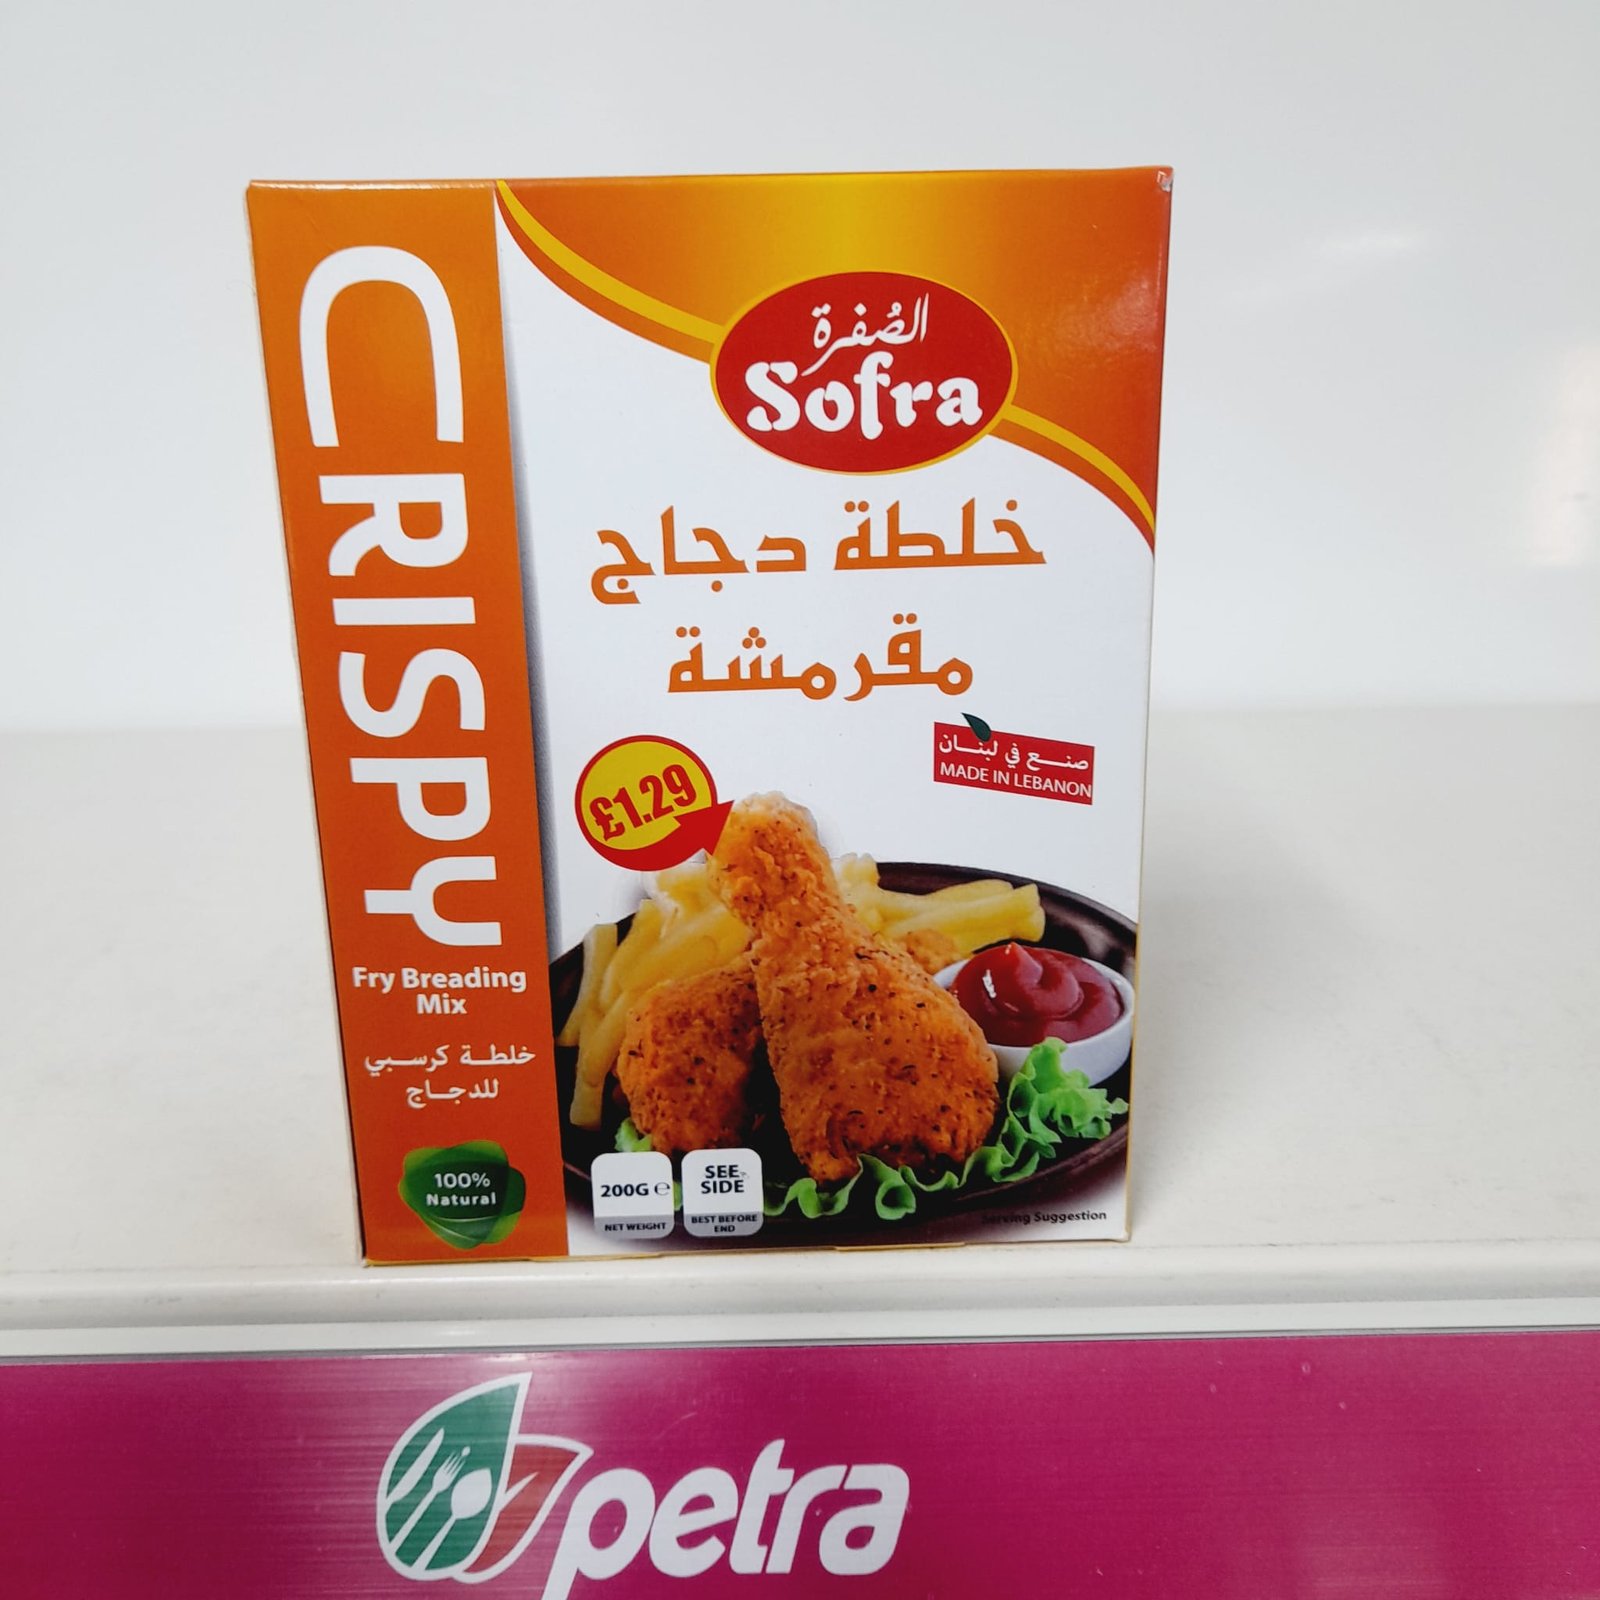 CRISPY
Fry Breading
Mix
خلطة كرسبي
للدجاج
100%
Natural
الصُفرة
Sofra
خلطة دجاج
مقرمشة
صنع في لبنان
MADE IN LEBANON
£1.29
200G ℮
NET WEIGHT
SEE
SIDE
BEST BEFORE
END
Serving Suggestion
petra